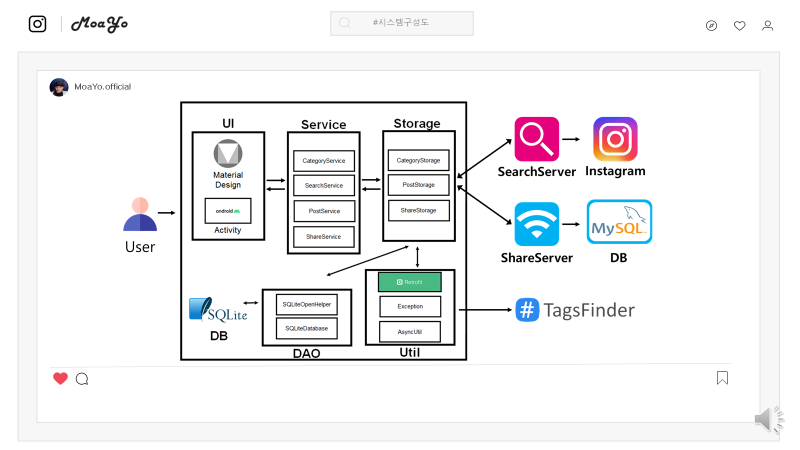 MoaYo
#시스템구성도
MoaYo.official
UI
Service
Storage
Material
Design
android
Activity
CategoryService
SearchService
PostService
ShareService
CategoryStorage
PostStorage
ShareStorage
SearchServer
Instagram
User
ShareServer
MySQL
DB
SQLite
DB
SQLiteOpenHelper
SQLiteDatabase
DAO
Retrofit
Exception
AsyncUtil
Util
# TagsFinder